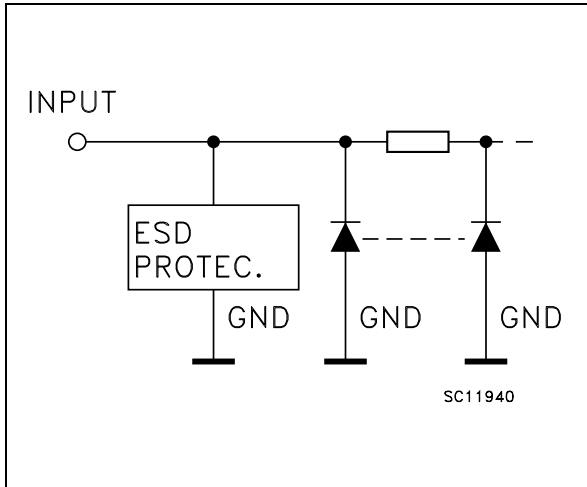 INPUT
ESD
PROTEC.
GND
GND
GND
SC11940